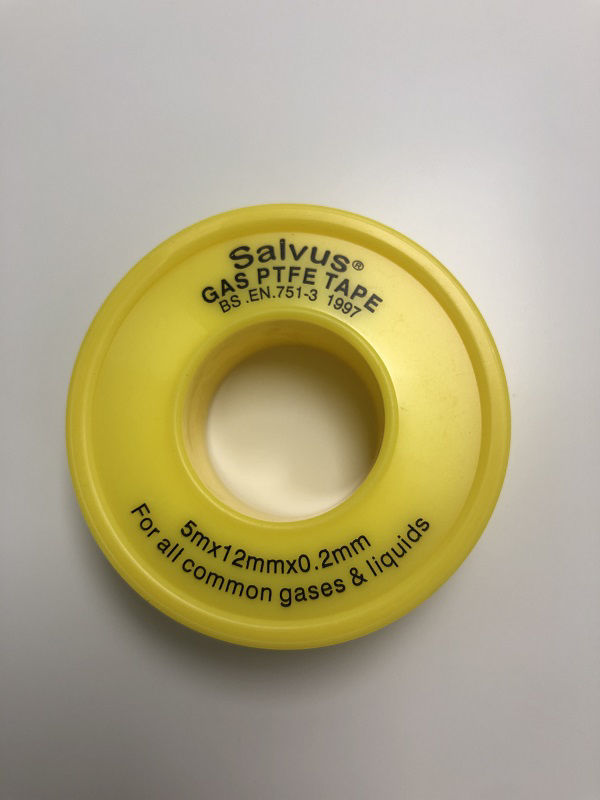 Salvus®
GAS PTFE TAPE
BS .EN.751-3 1997
5mx12mmx0.2mm
For all common gases & liquids